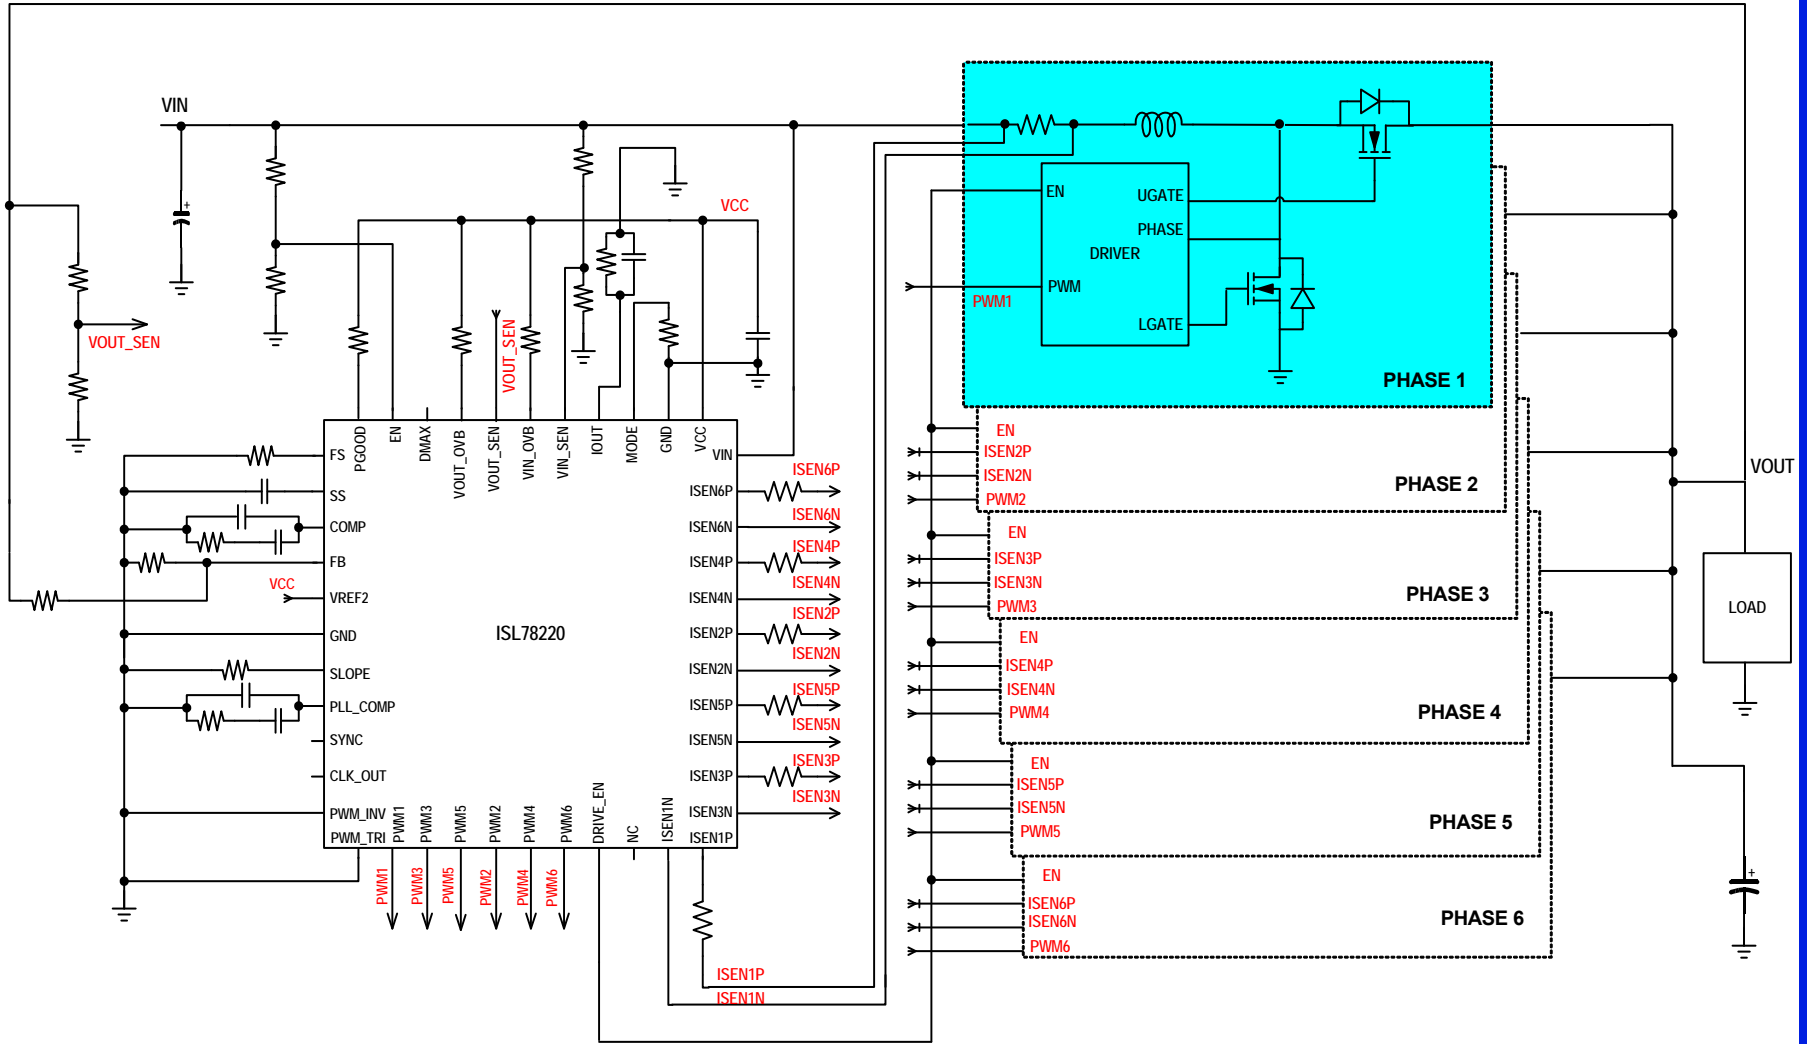 VIN
VCC
VOUT_SEN
VOUT_SEN
PGOOD
EN
DMAX
VOUT_OVB
VOUT_SEN
VIN_OVB
VIN_SEN
IOUT
MODE
GND
VCC
VIN
FS
SS
COMP
FB
VCC
VREF2
GND
SLOPE
PLL_COMP
SYNC
CLK_OUT
PWM_INV
PWM_TRI
ISL78220
ISEN6P
ISEN6N
ISEN4P
ISEN4N
ISEN2P
ISEN2N
ISEN5P
ISEN5N
ISEN3P
ISEN3N
ISEN1P
ISEN6P
ISEN6N
ISEN4P
ISEN4N
ISEN2P
ISEN2N
ISEN5P
ISEN5N
ISEN3P
ISEN3N
PWM1
PWM3
PWM5
PWM2
PWM4
PWM6
DRIVE_EN
NC
ISEN1N
PWM1
PWM3
PWM5
PWM2
PWM4
PWM6
ISEN1P
ISEN1N
EN
UGATE
PHASE
DRIVER
PWM
PWM1
LGATE
PHASE 1
EN
ISEN2P
ISEN2N
PWM2
PHASE 2
EN
ISEN3P
ISEN3N
PWM3
PHASE 3
EN
ISEN4P
ISEN4N
PWM4
PHASE 4
EN
ISEN5P
ISEN5N
PWM5
PHASE 5
EN
ISEN6P
ISEN6N
PWM6
PHASE 6
VOUT
LOAD
+
+